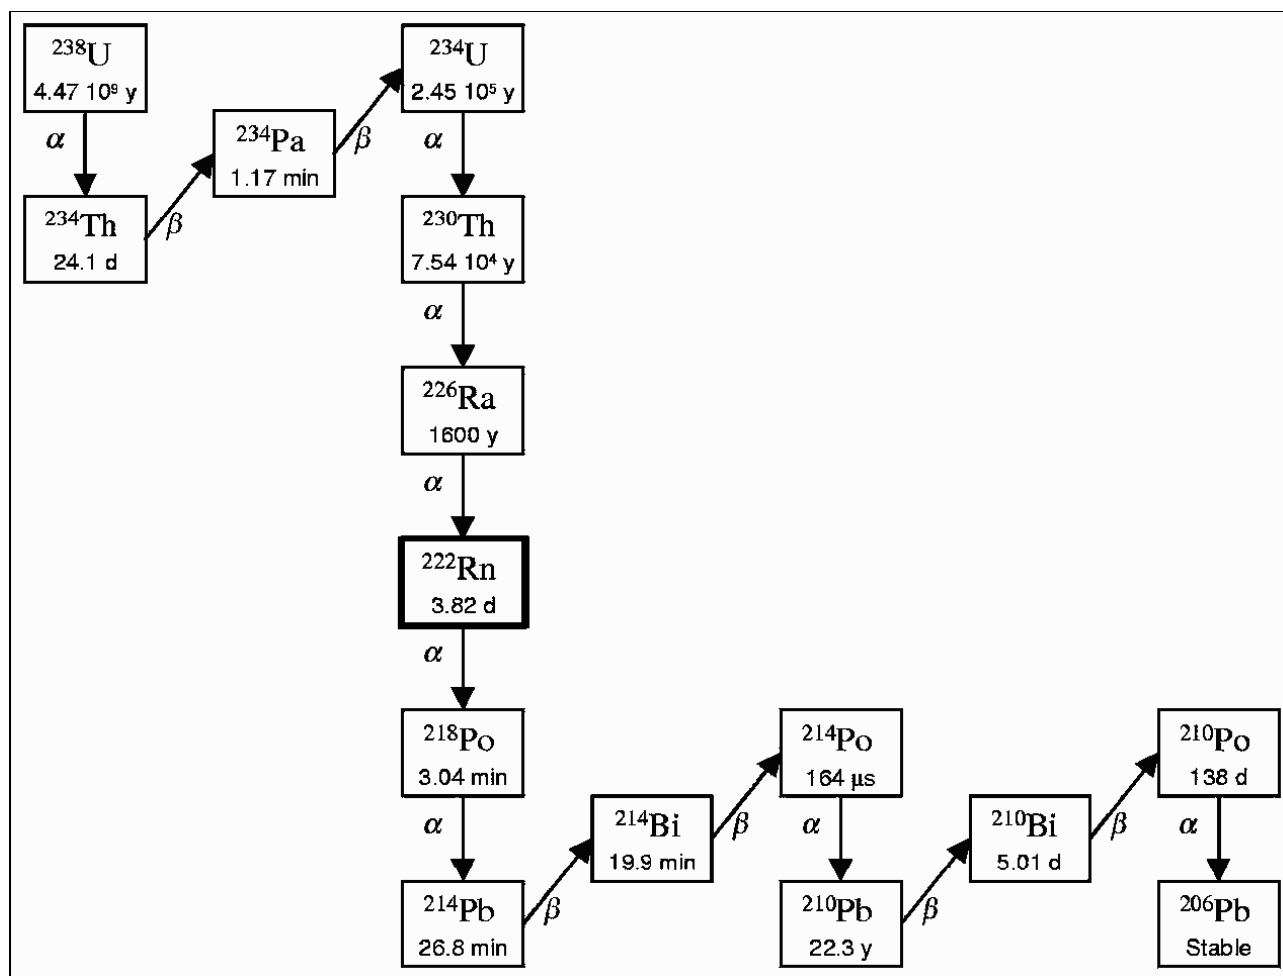 ²³⁸U
4.47 10⁹ y
α
²³⁴Th
24.1 d
β
²³⁴Pa
1.17 min
β
²³⁴U
2.45 10⁵ y
α
²³⁰Th
7.54 10⁴ y
α
²²⁶Ra
1600 y
α
²²²Rn
3.82 d
α
²¹⁸Po
3.04 min
α
²¹⁴Pb
26.8 min
β
²¹⁴Bi
19.9 min
β
²¹⁴Po
164 μs
α
²¹⁰Pb
22.3 y
β
²¹⁰Bi
5.01 d
β
²¹⁰Po
138 d
α
²⁰⁶Pb
Stable